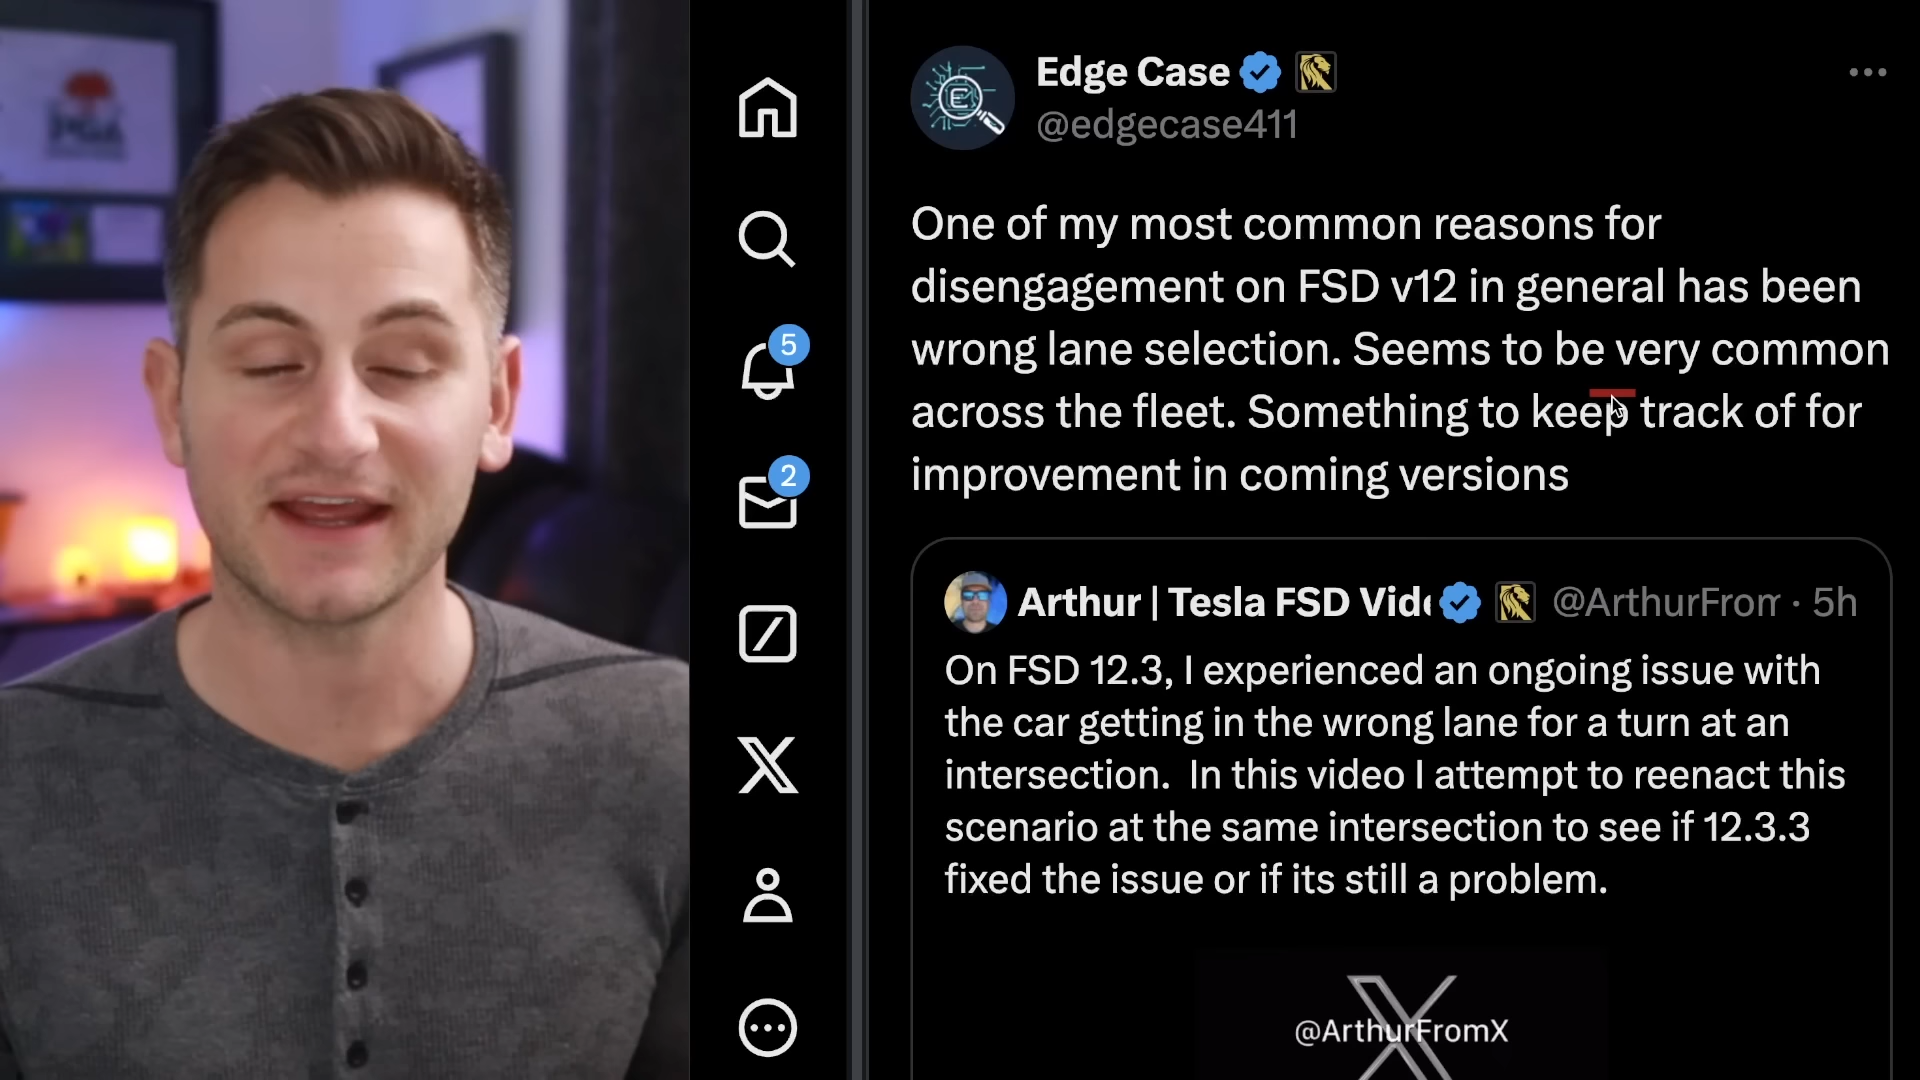 PGA
Edge Case
@edgecase411
One of my most common reasons for
disengagement on FSD v12 in general has been
wrong lane selection. Seems to be very common
across the fleet. Something to keep track of for
improvement in coming versions
5
2
Arthur | Tesla FSD Vid
@ArthurFrom · 5h
On FSD 12.3, I experienced an ongoing issue with
the car getting in the wrong lane for a turn at an
intersection.  In this video I attempt to reenact this
scenario at the same intersection to see if 12.3.3
fixed the issue or if its still a problem.
@ArthurFromX